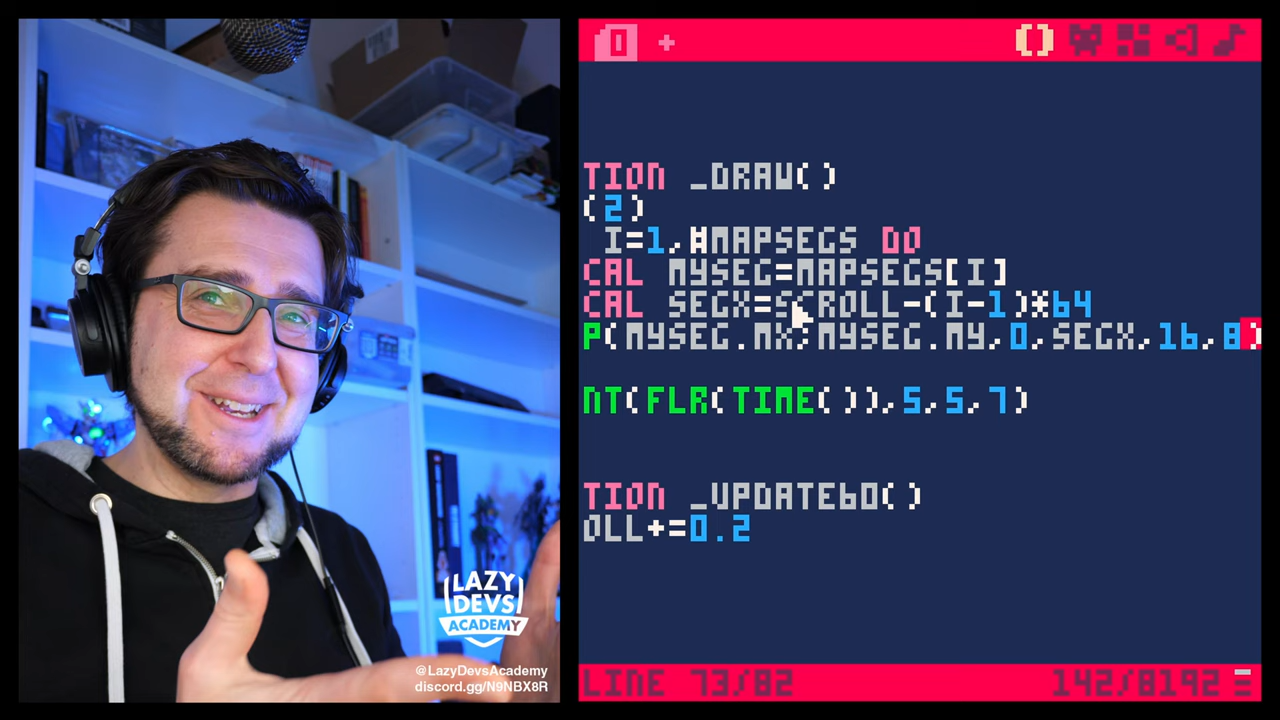 LAZY
DEVS
ACADEMY
@LazyDevsAcademy
discord.gg/N9NBX8R
+
TION _DRAW()
(2)
I=1,#MAPSEGS DO
CAL MYSEG=MAPSEGS[I]
CAL SEGX=SCROLL-(I-1)*64
P(MYSEG.MX,MYSEG.MY,0,SEGX,16,8)
NT(FLR(TIME()),5,5,7)
TION _UPDATE60()
OLL+=0.2
LINE 73/82
142/8192